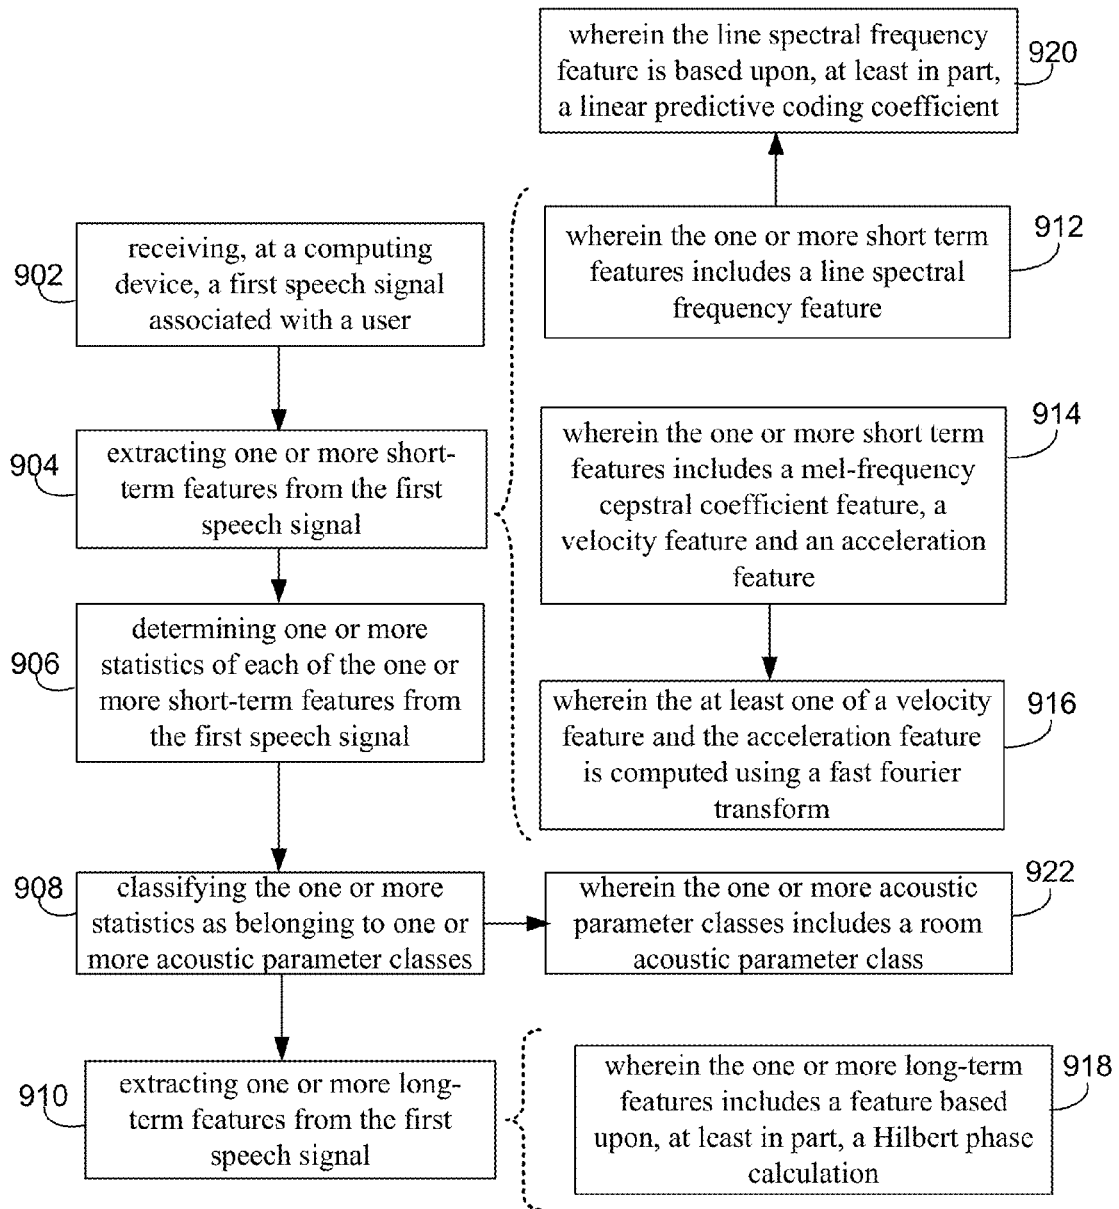 902
receiving, at a computing
device, a first speech signal
associated with a user
904
extracting one or more short-
term features from the first
speech signal
906
determining one or more
statistics of each of the one or
more short-term features from
the first speech signal
908
classifying the one or more
statistics as belonging to one or
more acoustic parameter classes
910
extracting one or more long-
term features from the first
speech signal
wherein the line spectral frequency
feature is based upon, at least in part,
a linear predictive coding coefficient
920
wherein the one or more short term
features includes a line spectral
frequency feature
912
wherein the one or more short term
features includes a mel-frequency
cepstral coefficient feature, a
velocity feature and an acceleration
feature
914
wherein the at least one of a velocity
feature and the acceleration feature
is computed using a fast fourier
transform
916
wherein the one or more acoustic
parameter classes includes a room
acoustic parameter class
922
wherein the one or more long-term
features includes a feature based
upon, at least in part, a Hilbert phase
calculation
918